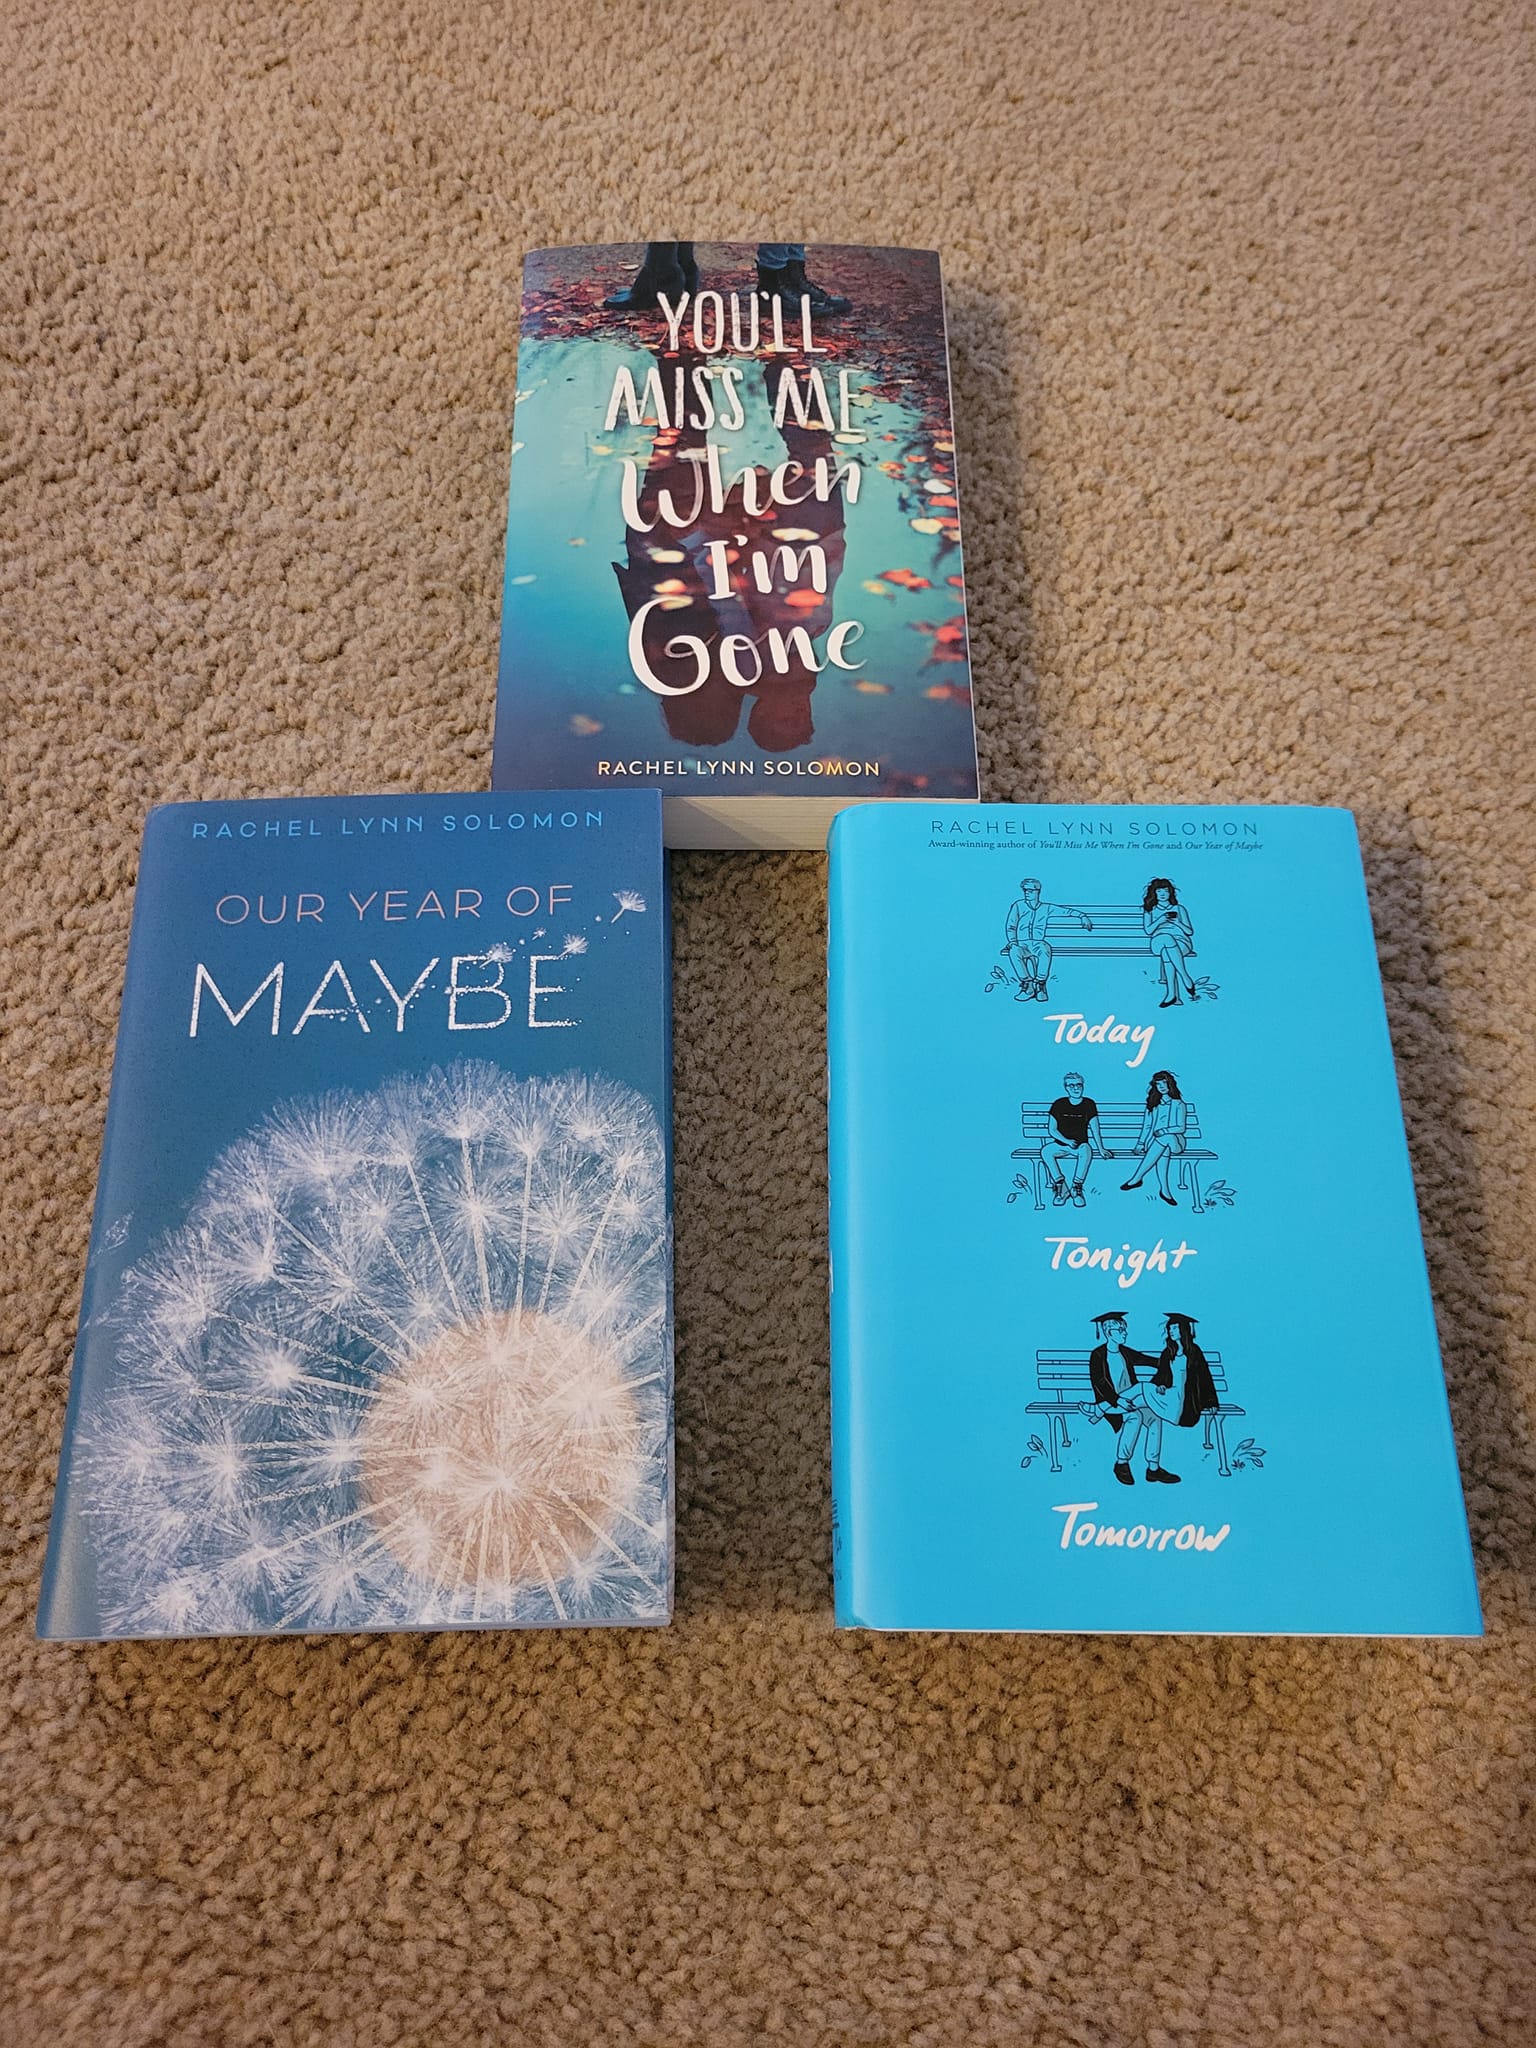 YOU'LL
MISS ME
When
I'm
Gone
RACHEL LYNN SOLOMON
RACHEL LYNN SOLOMON
OUR YEAR OF
MAYBE
RACHEL LYNN SOLOMON
Award-winning author of You'll Miss Me When I'm Gone and Our Year of Maybe
Today
Tonight
Tomorrow